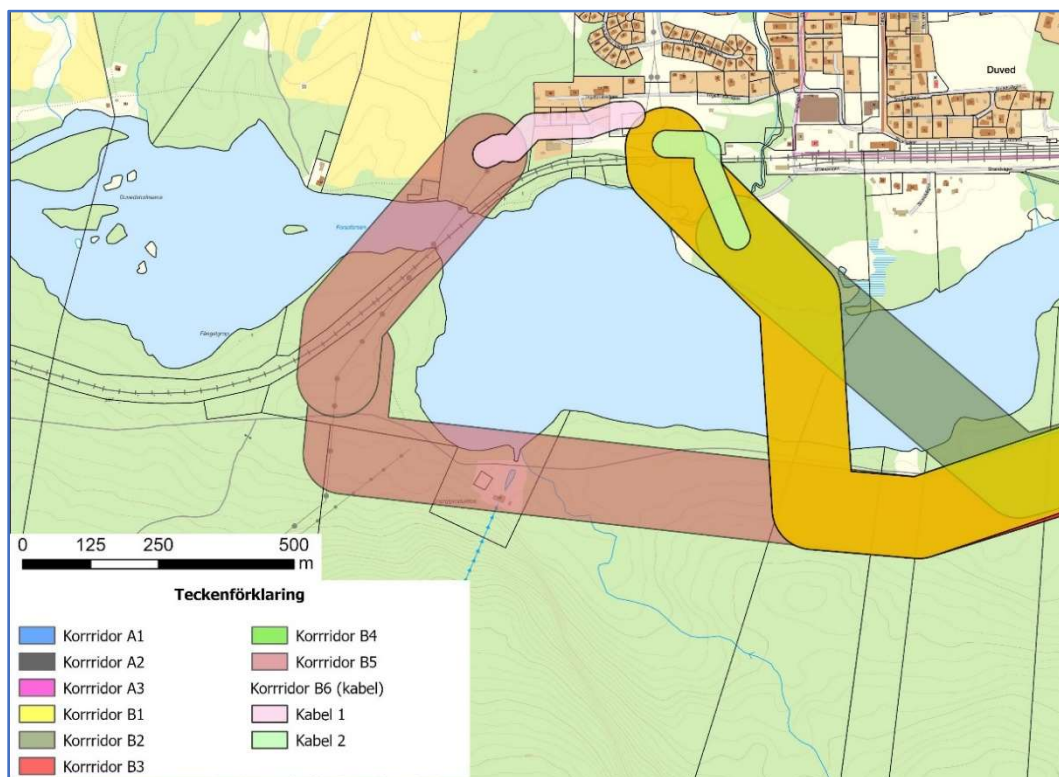 Duved
0 125 250 500
m
Teckenförklaring
Korrridor A1
Korrridor A2
Korrridor A3
Korrridor B1
Korrridor B2
Korrridor B3
Korrridor B4
Korrridor B5
Korrridor B6 (kabel)
Kabel 1
Kabel 2